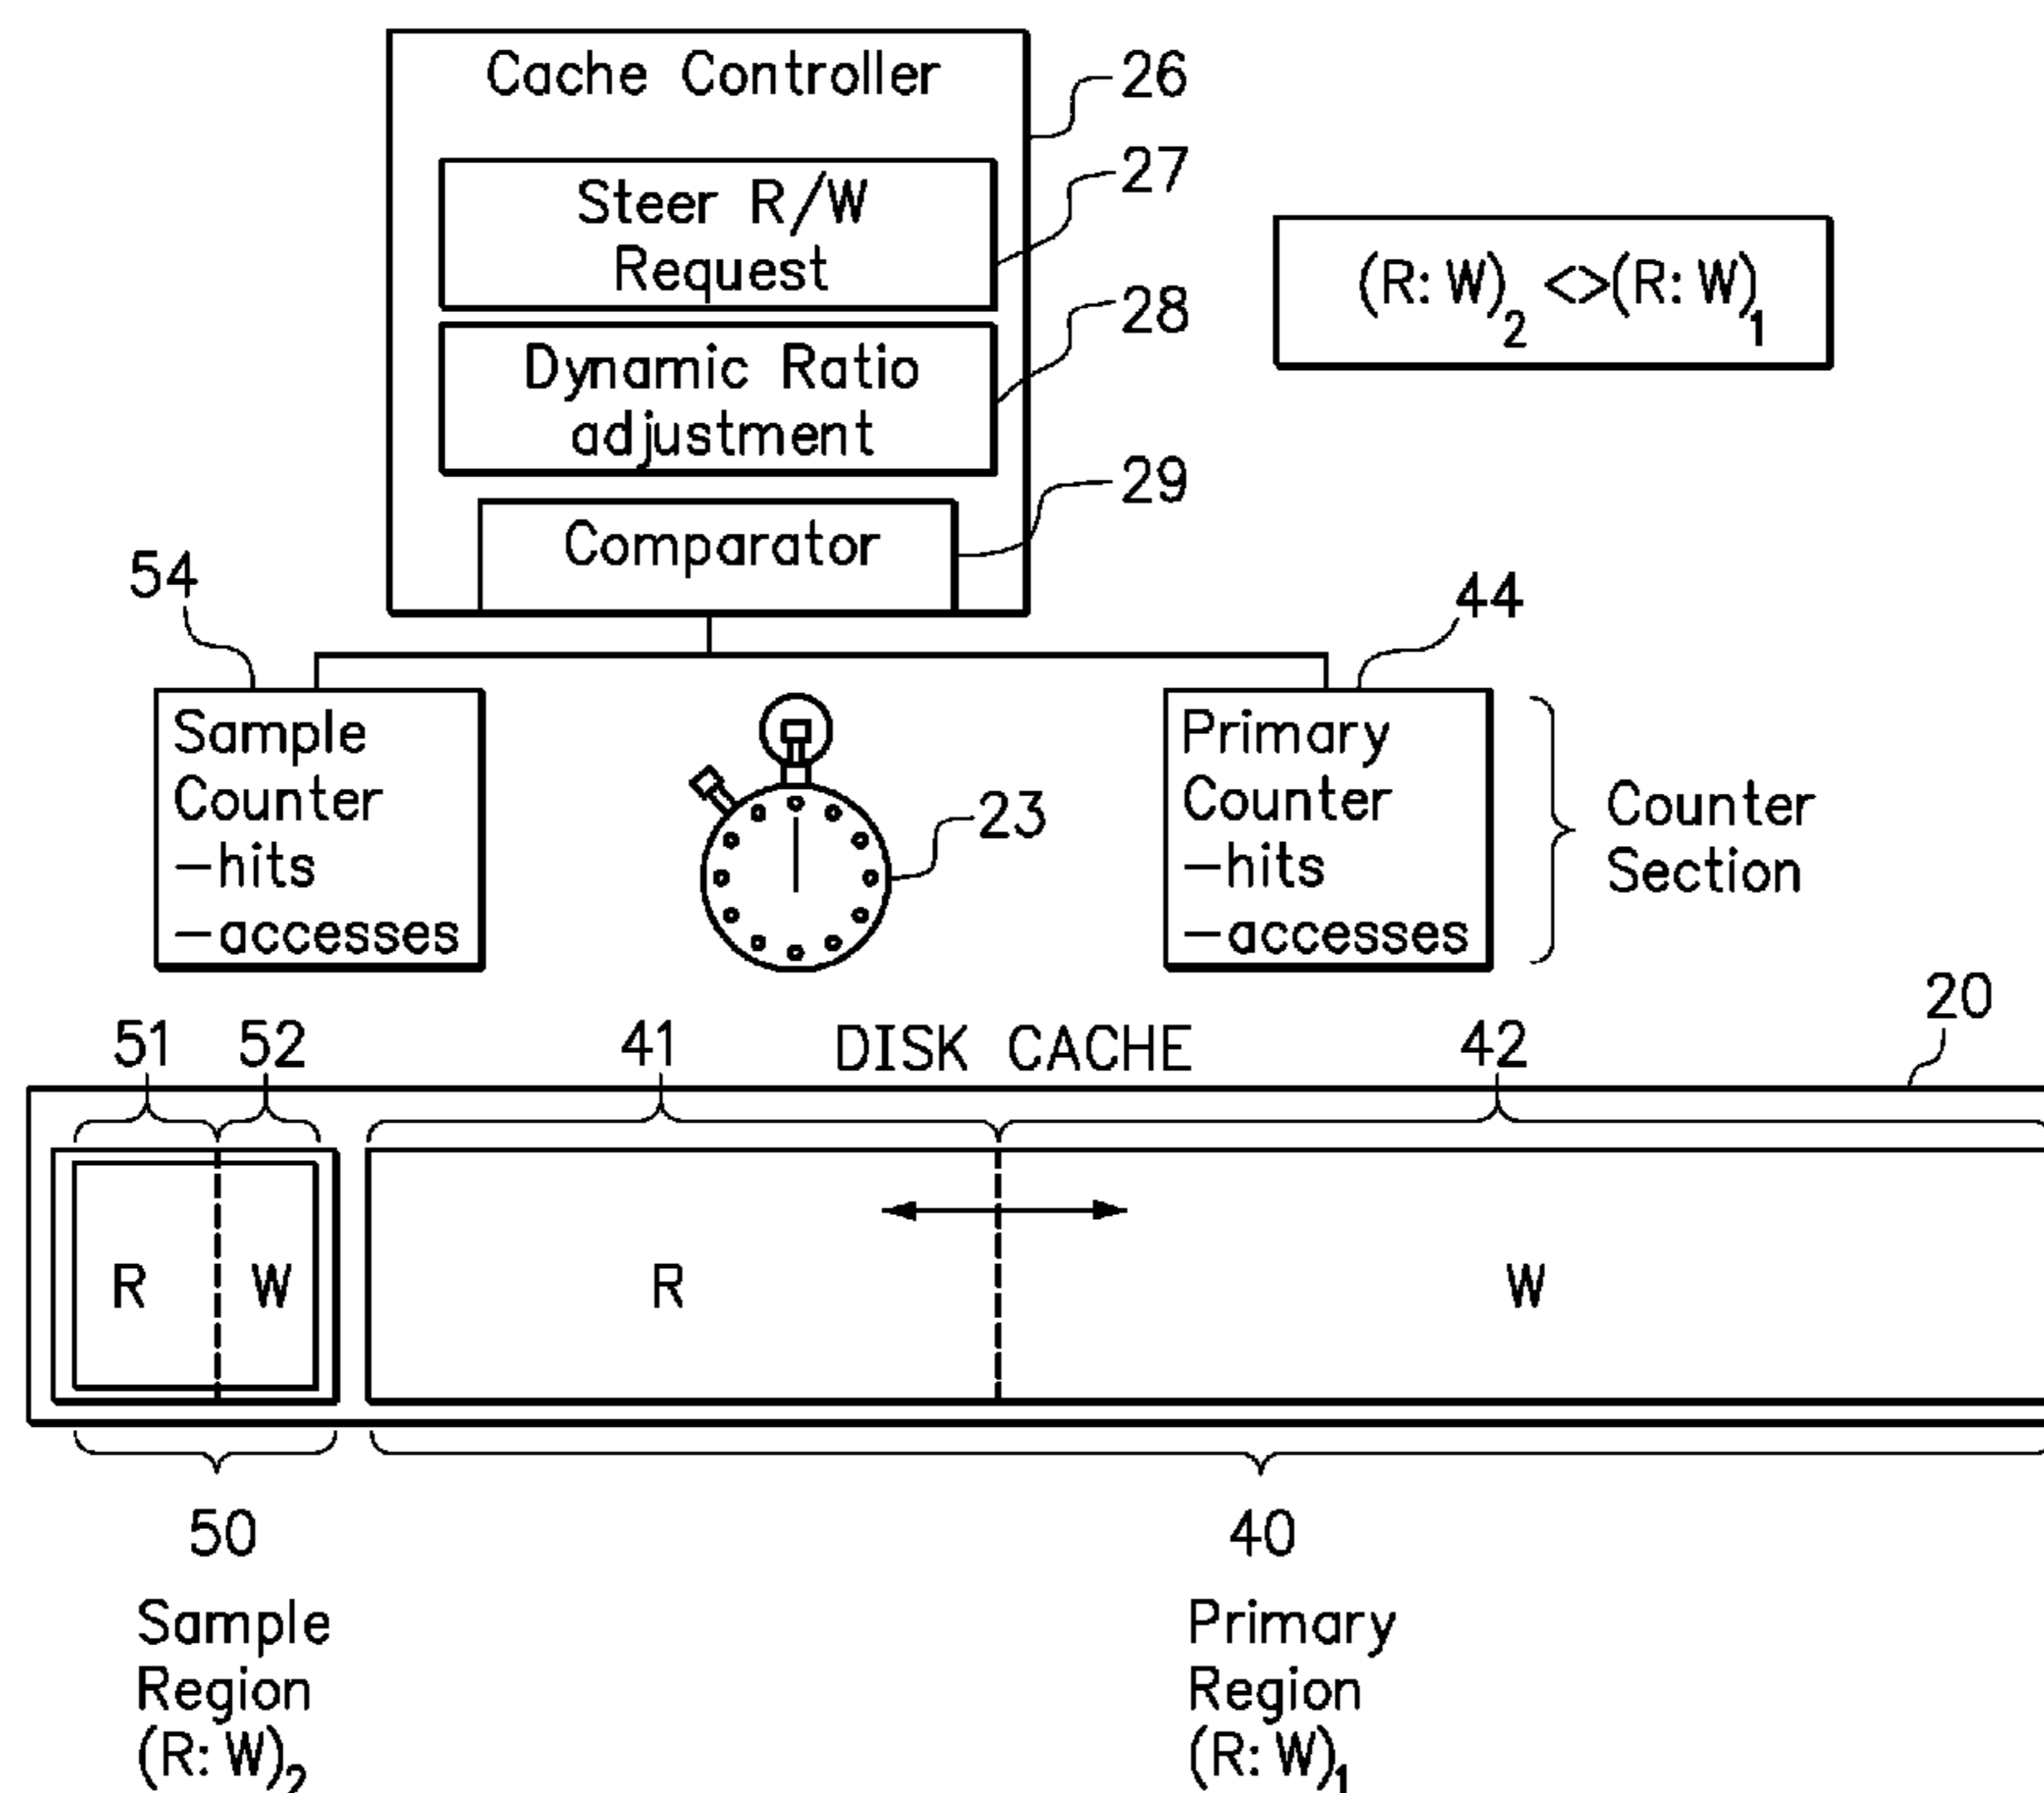 Cache Controller
26
Steer R/W
Request
27
Dynamic Ratio
adjustment
28
Comparator
29
(R: W)2 <>(R: W)1
54
44
Sample
Counter
-hits
-accesses
23
Primary
Counter
-hits
-accesses
Counter
Section
20
51 52 41 DISK CACHE 42
R W R W
50
Sample
Region
(R: W)2
40
Primary
Region
(R: W)1